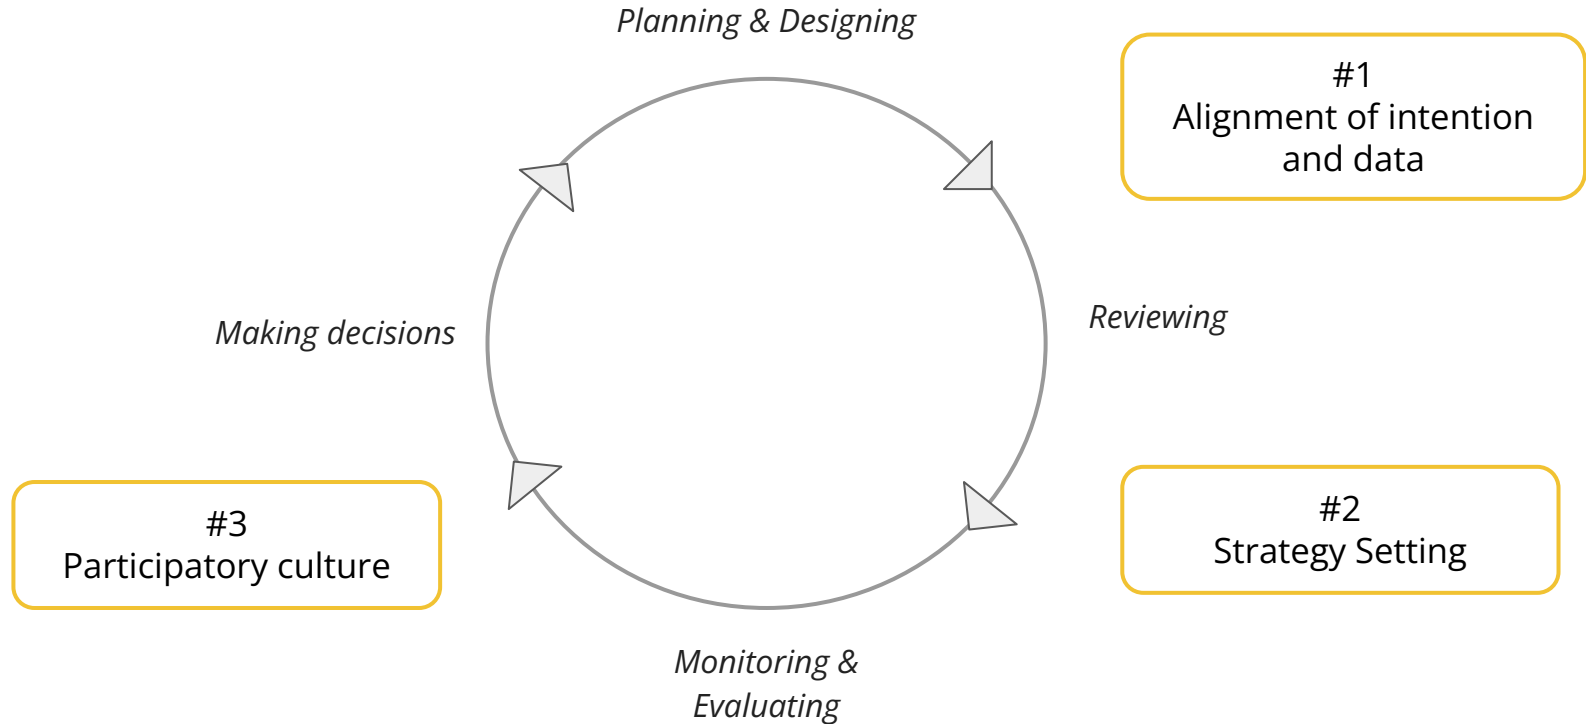 Planning & Designing
#1
Alignment of intention
and data
Reviewing
Making decisions
#2
Strategy Setting
#3
Participatory culture
Monitoring &
Evaluating